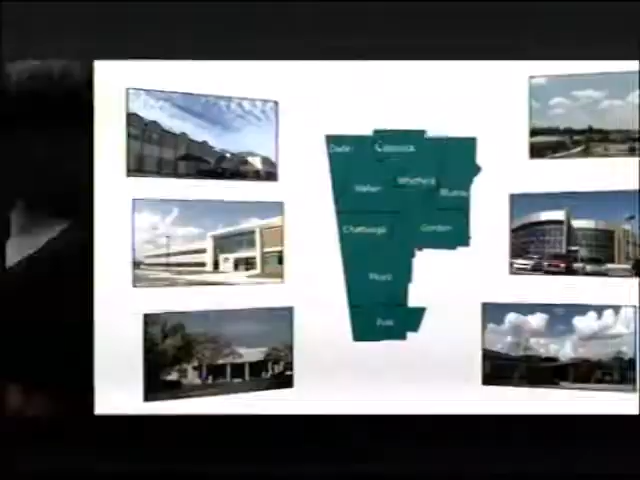 Dade
Catoosa
Walker
Whitfield
Murray
Chattooga
Gordon
Floyd
Polk